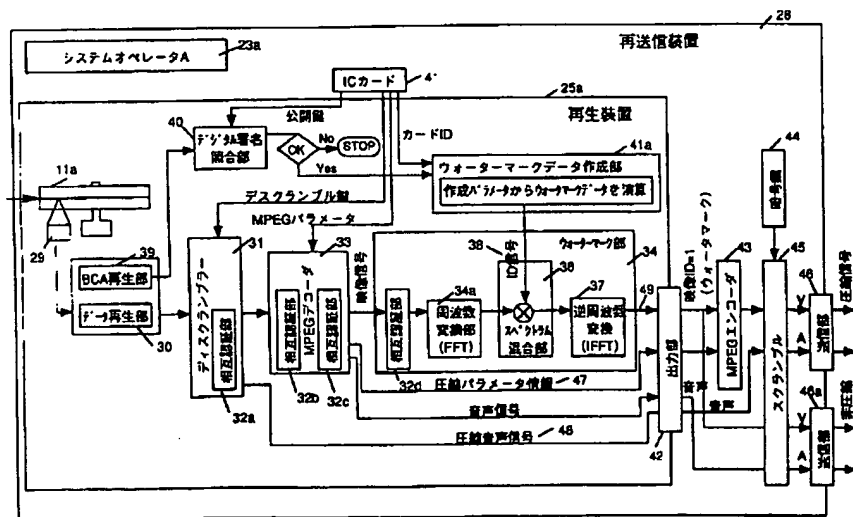 28
システムオペレータA
23a
再送信装置
ICカード
4
25a
再生装置
公開鍵
40
デジタル署名
照合部
OK
No
STOP
Yes
カードID
41a
ウォーターマークデータ作成部
作成パラメータからウォーターマークデータを演算
44
暗号鍵
11a
29
デスクランブル鍵
MPEGパラメータ
39
BCA再生部
データ再生部
30
31
ディスクランブラー
相互認証部
32a
33
MPEGデコーダ
相互認証部
32b
相互認証部
32c
映像信号
38
ID信号
ウォーターマーク部
34
相互認証部
32d
34a
周波数
変換部
(FFT)
36
スペクトラム
混合部
37
逆周波数
変換
(IFFT)
49
出力部
42
映像ID=1
(ウォータマーク)
43
MPEGエンコーダ
45
スクランブル
46
送信部
圧縮信号
V
A
46a
送信部
非圧縮
V
A
圧縮パラメータ情報
47
音声信号
圧縮音声信号
48
音声
音声